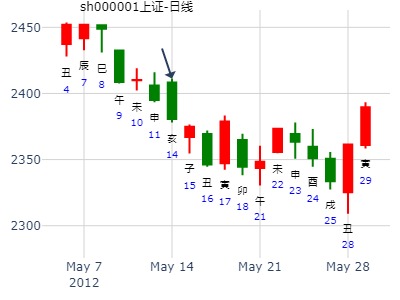 sh000001上证-日线
2450
2400
2350
2300
丑
4
辰
7
巳
8
午
9
未
10
申
11
亥
14
子
15
丑
16
寅
17
卯
18
午
21
未
22
申
23
酉
24
戌
25
丑
28
寅
29
May 7
2012
May 14
May 21
May 28